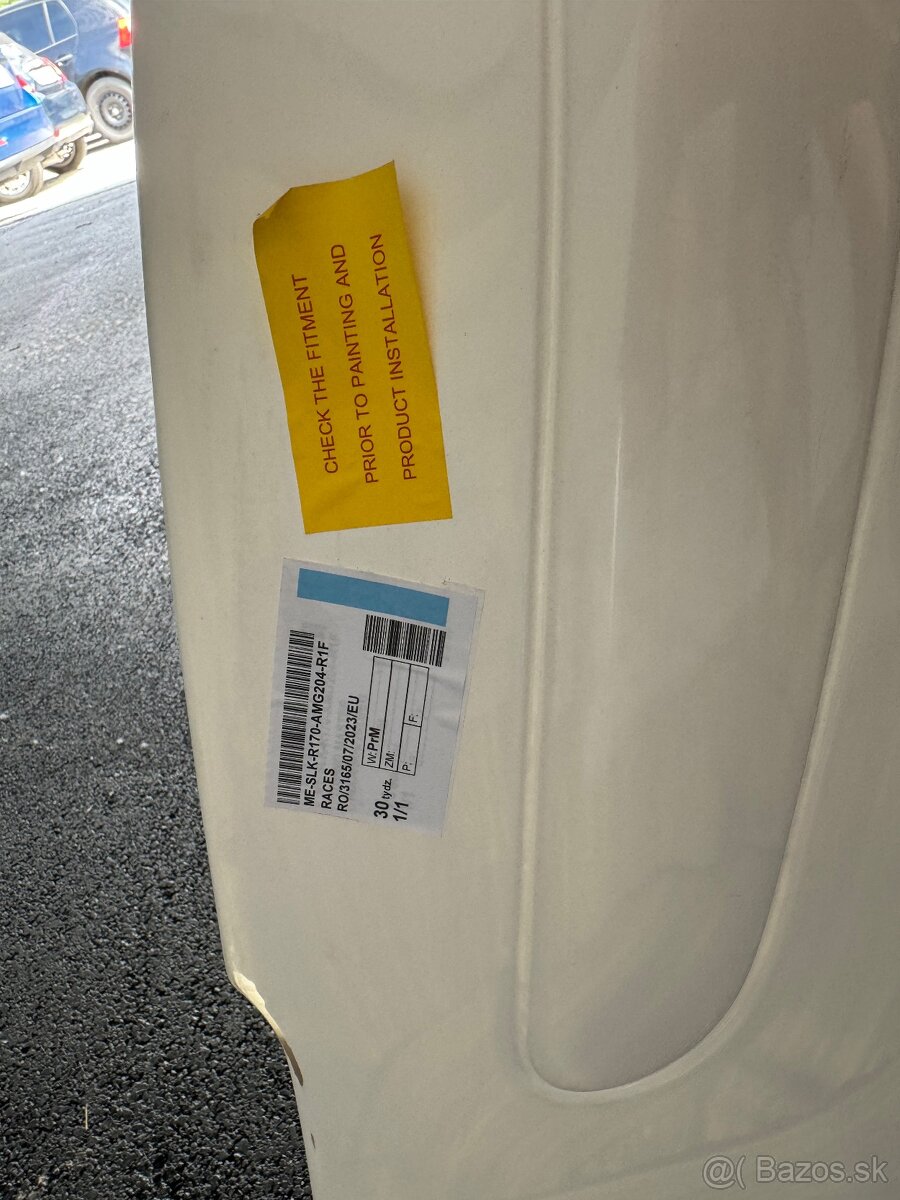 CHECK THE FITMENT
PRIOR TO PAINTING AND
PRODUCT INSTALLATION
ME-SLK-R170-AMG204-R1F
RACES
RO/3165/07/2023/EU
30 tydz.
1/1
W: PrM
ZM:
P:
F:
@( Bazos.sk